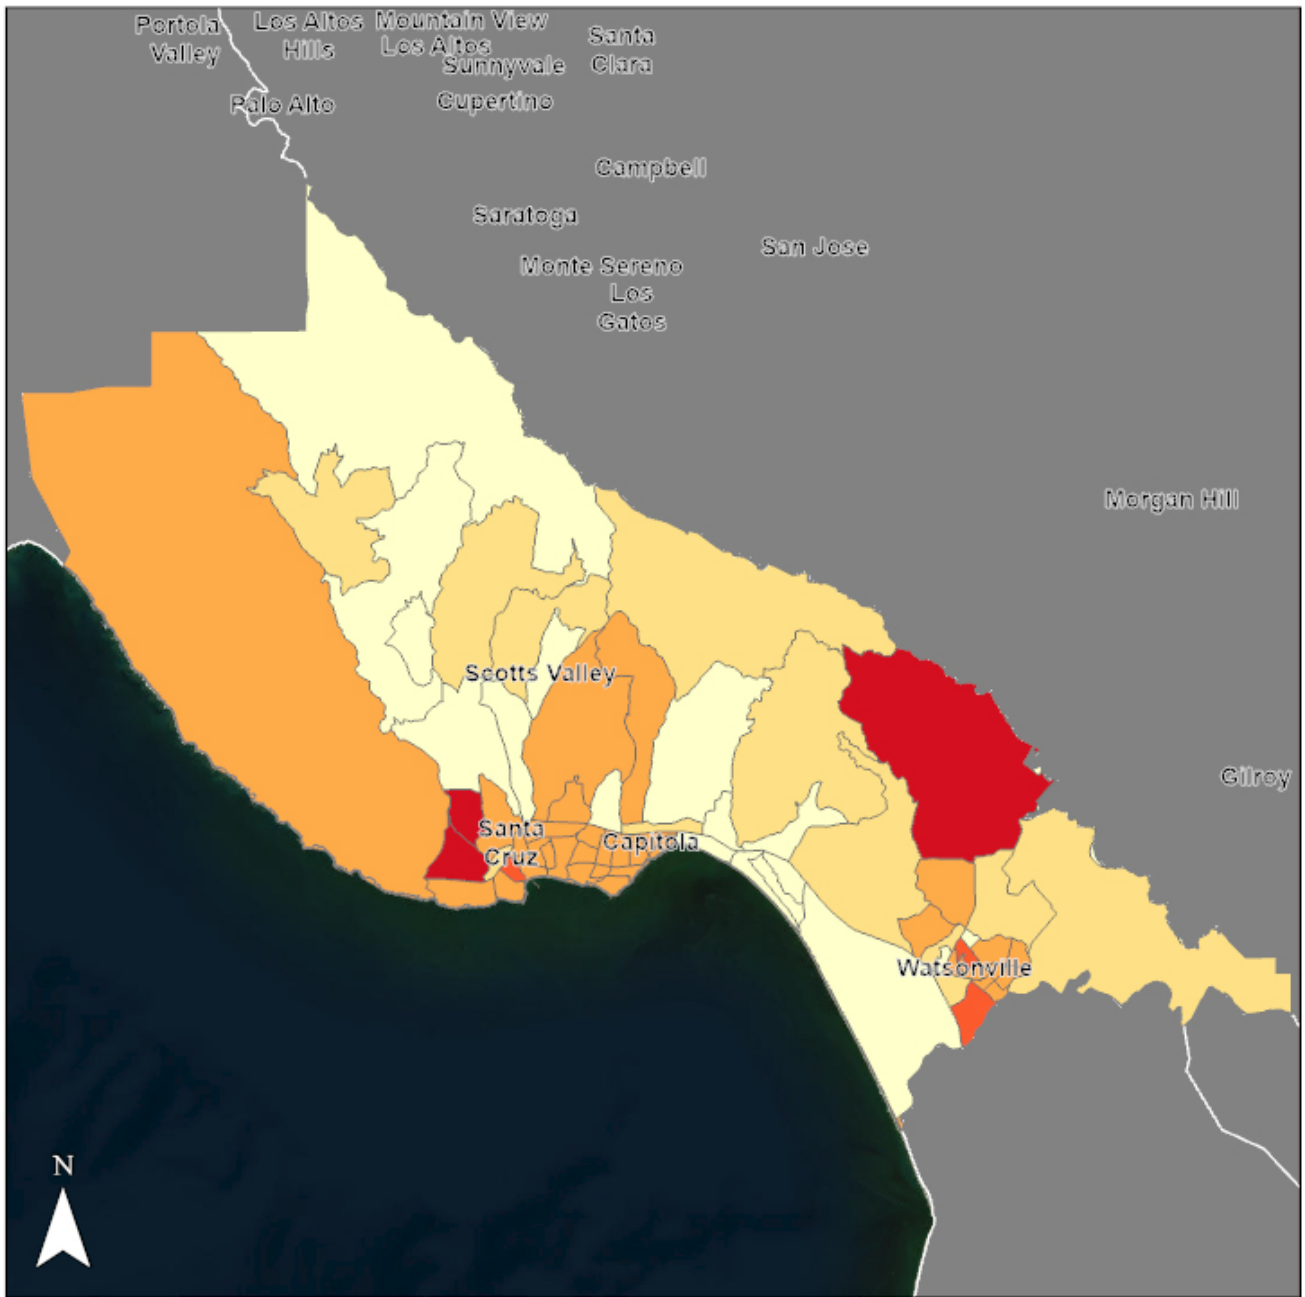 Portola
Valley
Los Altos
Hills
Mountain View
Los Altos
Sunnyvale
Santa
Clara
Palo Alto
Cupertino
Campbell
Saratoga
San Jose
Monte Sereno
Los
Gatos
Morgan Hill
Scotts Valley
Gilroy
Santa
Cruz
Capitola
Watsonville
N